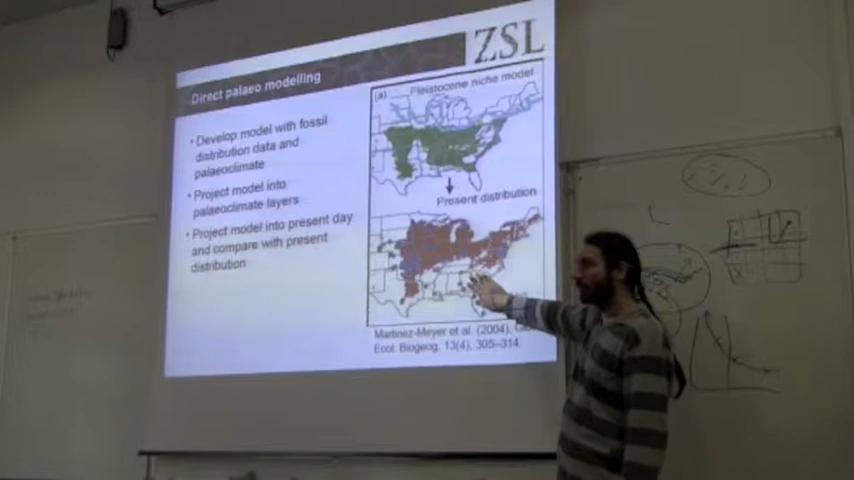 ZSL
Direct palaeo modelling
• Develop model with fossil
distribution data and
palaeoclimate
• Project model into
palaeoclimate layers
• Project model into present day
and compare with present
distribution
(a)
Pleistocene niche model
Present distribution
Martinez-Meyer et al. (2004)
Ecol. Biogeog. 13(4), 305–314.